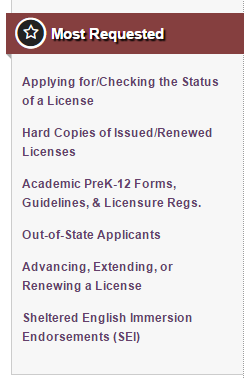 Most Requested
Applying for/Checking the Status
of a License
Hard Copies of Issued/Renewed
Licenses
Academic PreK-12 Forms,
Guidelines, & Licensure Regs.
Out-of-State Applicants
Advancing, Extending, or
Renewing a License
Sheltered English Immersion
Endorsements (SEI)